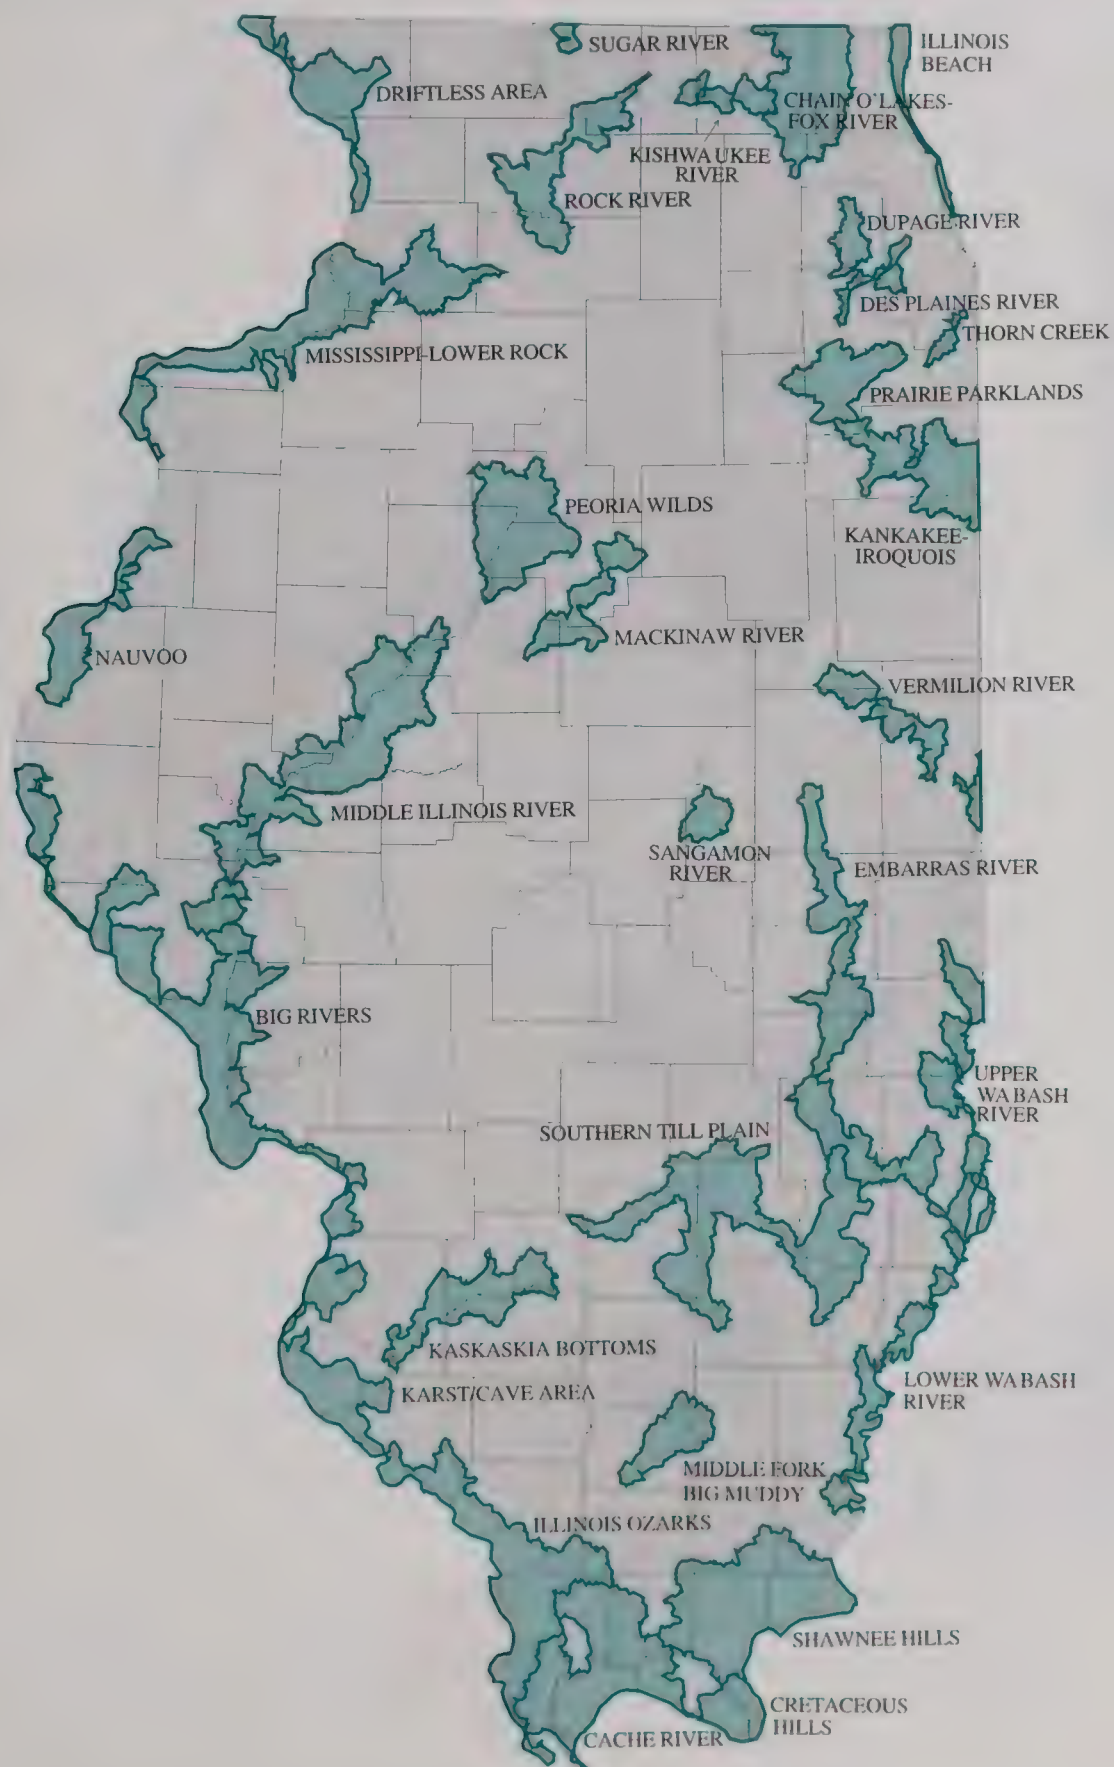 SUGAR RIVER
ILLINOIS
BEACH
DRIFTLESS AREA
CHAIN O'LAKES-
FOX RIVER
KISHWAUKEE
RIVER
ROCK RIVER
DUPAGE RIVER
DES PLAINES RIVER
THORN CREEK
MISSISSIPPI-LOWER ROCK
PRAIRIE PARKLANDS
PEORIA WILDS
KANKAKEE-
IROQUOIS
MACKINAW RIVER
NAUVOO
VERMILION RIVER
MIDDLE ILLINOIS RIVER
SANGAMON
RIVER
EMBARRAS RIVER
BIG RIVERS
UPPER
WABASH
RIVER
SOUTHERN TILL PLAIN
KASKASKIA BOTTOMS
KARST/CAVE AREA
LOWER WABASH
RIVER
MIDDLE FORK
BIG MUDDY
ILLINOIS OZARKS
SHAWNEE HILLS
CRETACEOUS
HILLS
CACHE RIVER